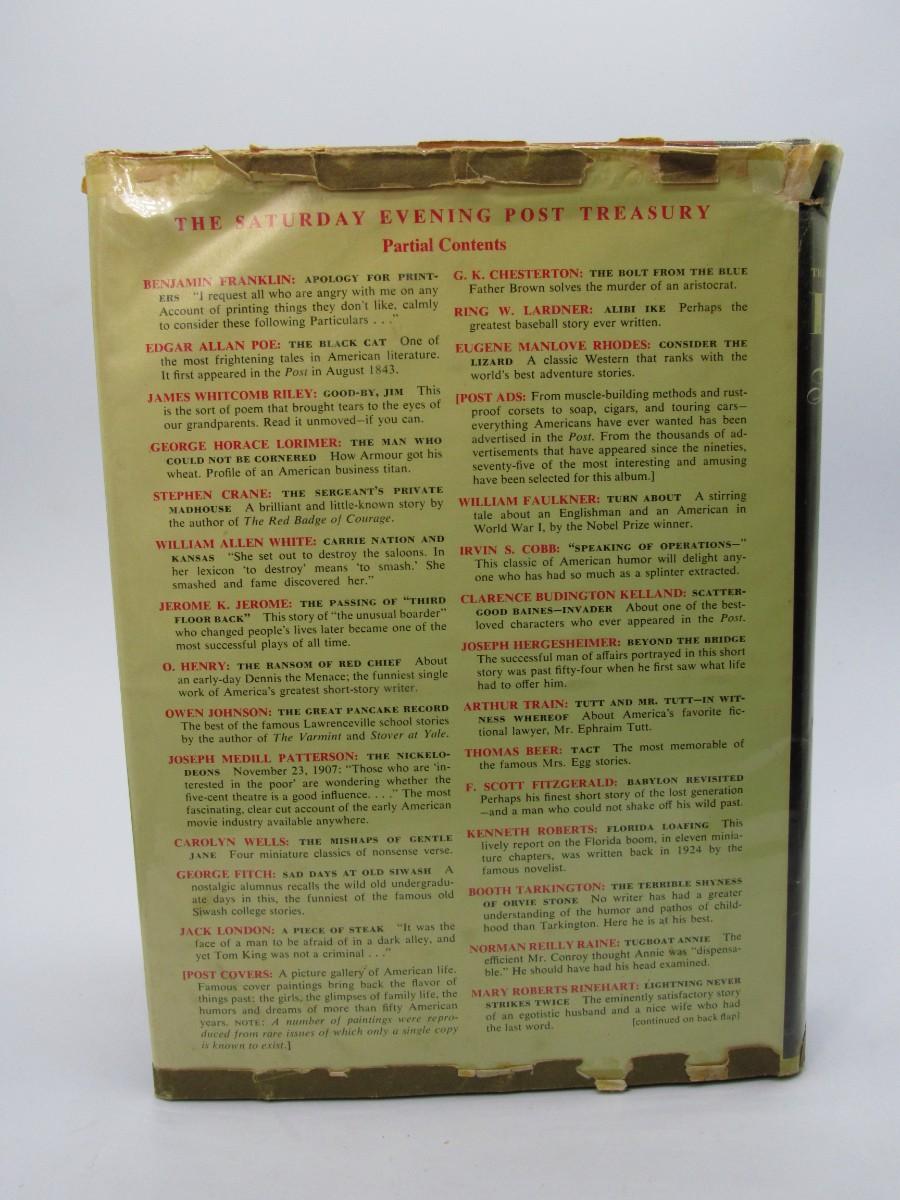 THE SATURDAY EVENING POST TREASURY
Partial Contents
BENJAMIN FRANKLIN: APOLOGY FOR PRINT-
ERS "I request all who are angry with me on any
Account of printing things they don't like, calmly
to consider these following Particulars . . ."
EDGAR ALLAN POE: THE BLACK CAT One of
the most frightening tales in American literature.
It first appeared in the Post in August 1843.
JAMES WHITCOMB RILEY: GOOD-BY, JIM This
is the sort of poem that brought tears to the eyes of
our grandparents. Read it unmoved—if you can.
GEORGE HORACE LORIMER: THE MAN WHO
COULD NOT BE CORNERED How Armour got his
wheat. Profile of an American business titan.
STEPHEN CRANE: THE SERGEANT'S PRIVATE
MADHOUSE A brilliant and little-known story by
the author of The Red Badge of Courage.
WILLIAM ALLEN WHITE: CARRIE NATION AND
KANSAS "She set out to destroy the saloons. In
her lexicon 'to destroy' means 'to smash.' She
smashed and fame discovered her."
JEROME K. JEROME: THE PASSING OF "THIRD
FLOOR BACK" This story of "the unusual boarder"
who changed people's lives later became one of the
most successful plays of all time.
O. HENRY: THE RANSOM OF RED CHIEF About
an early-day Dennis the Menace; the funniest single
work of America's greatest short-story writer.
OWEN JOHNSON: THE GREAT PANCAKE RECORD
The best of the famous Lawrenceville school stories
by the author of The Varmint and Stover at Yale.
JOSEPH MEDILL PATTERSON: THE NICKELO-
DEONS November 23, 1907: "Those who are 'in-
terested in the poor' are wondering whether the
five-cent theatre is a good influence. . . ." The most
fascinating, clear cut account of the early American
movie industry available anywhere.
CAROLYN WELLS: THE MISHAPS OF GENTLE
JANE Four miniature classics of nonsense verse.
GEORGE FITCH: SAD DAYS AT OLD SIWASH A
nostalgic alumnus recalls the wild old undergradu-
ate days in this, the funniest of the famous old
Siwash college stories.
JACK LONDON: A PIECE OF STEAK "It was the
face of a man to be afraid of in a dark alley, and
yet Tom King was not a criminal . . ."
[POST COVERS: A picture gallery of American life.
Famous cover paintings bring back the flavor of
things past: the girls, the glimpses of family life, the
humors and dreams of more than fifty American
years. NOTE: A number of paintings were repro-
duced from rare issues of which only a single copy
is known to exist.]
G. K. CHESTERTON: THE BOLT FROM THE BLUE
Father Brown solves the murder of an aristocrat.
RING W. LARDNER: ALIBI IKE Perhaps the
greatest baseball story ever written.
EUGENE MANLOVE RHODES: CONSIDER THE
LIZARD A classic Western that ranks with the
world's best adventure stories.
[POST ADS: From muscle-building methods and rust-
proof corsets to soap, cigars, and touring cars—
everything Americans have ever wanted has been
advertised in the Post. From the thousands of ad-
vertisements that have appeared since the nineties,
seventy-five of the most interesting and amusing
have been selected for this album.]
WILLIAM FAULKNER: TURN ABOUT A stirring
tale about an Englishman and an American in
World War I, by the Nobel Prize winner.
IRVIN S. COBB: "SPEAKING OF OPERATIONS—"
This classic of American humor will delight any-
one who has had so much as a splinter extracted.
CLARENCE BUDINGTON KELLAND: SCATTER-
GOOD BAINES—INVADER About one of the best-
loved characters who ever appeared in the Post.
JOSEPH HERGESHEIMER: BEYOND THE BRIDGE
The successful man of affairs portrayed in this short
story was past fifty-four when he first saw what life
had to offer him.
ARTHUR TRAIN: TUTT AND MR. TUTT—IN WIT-
NESS WHEREOF About America's favorite fic-
tional lawyer, Mr. Ephraim Tutt.
THOMAS BEER: TACT The most memorable of
the famous Mrs. Egg stories.
F. SCOTT FITZGERALD: BABYLON REVISITED
Perhaps his finest short story of the lost generation
—and a man who could not shake off his wild past.
KENNETH ROBERTS: FLORIDA LOAFING This
lively report on the Florida boom, in eleven minia-
ture chapters, was written back in 1924 by the
famous novelist.
BOOTH TARKINGTON: THE TERRIBLE SHYNESS
OF ORVIE STONE No writer has had a greater
understanding of the humor and pathos of child-
hood than Tarkington. Here he is at his best.
NORMAN REILLY RAINE: TUGBOAT ANNIE The
efficient Mr. Conroy thought Annie was "dispensa-
ble." He should have had his head examined.
MARY ROBERTS RINEHART: LIGHTNING NEVER
STRIKES TWICE The eminently satisfactory story
of an egotistic husband and a nice wife who had
the last word. [continued on back flap]